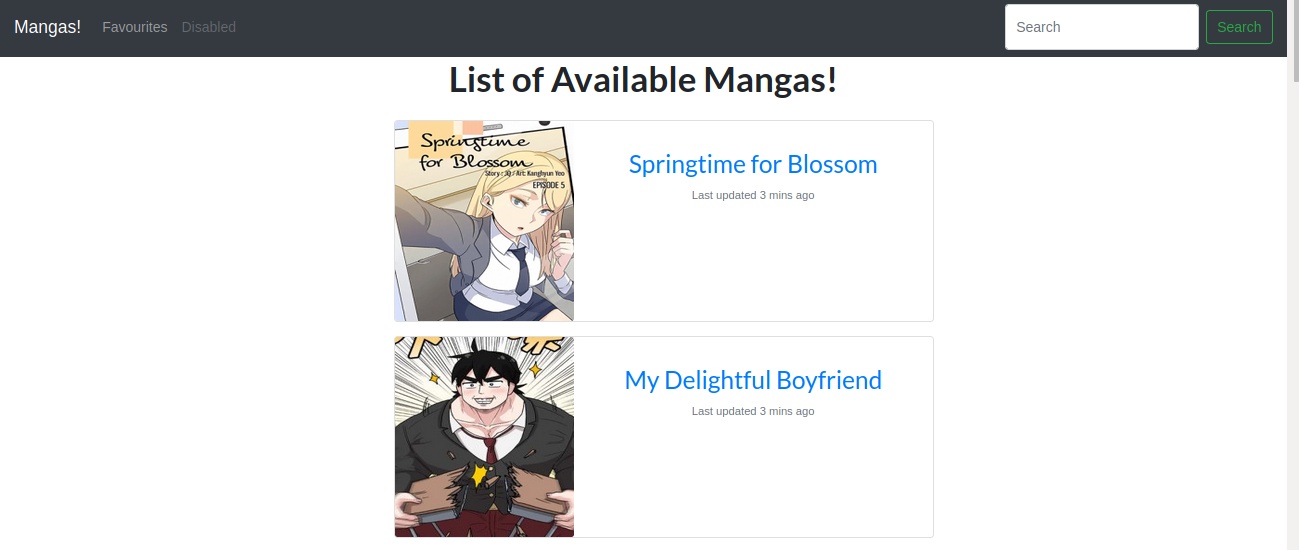 Mangas!
Favourites
Disabled
Search
Search
List of Available Mangas!
Springtime
for Blossom
Story : JQ / Art: Kanghyun Yeo
EPISODE 5
Springtime for Blossom
Last updated 3 mins ago
My Delightful Boyfriend
Last updated 3 mins ago